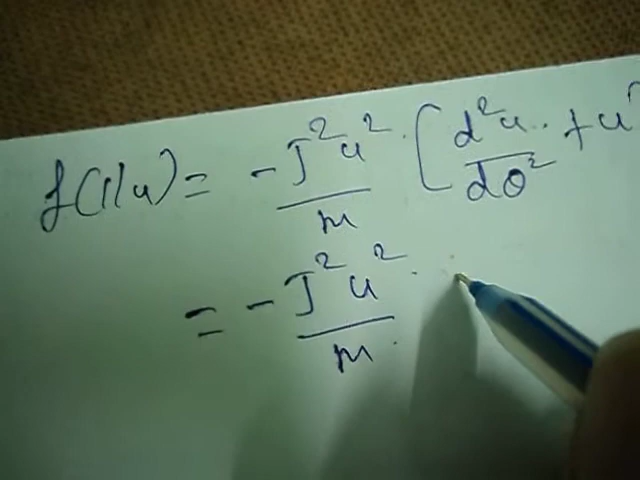 f(1/u) = - J²u²/m · [d²u/dθ² + u
= - J²u²/m ·